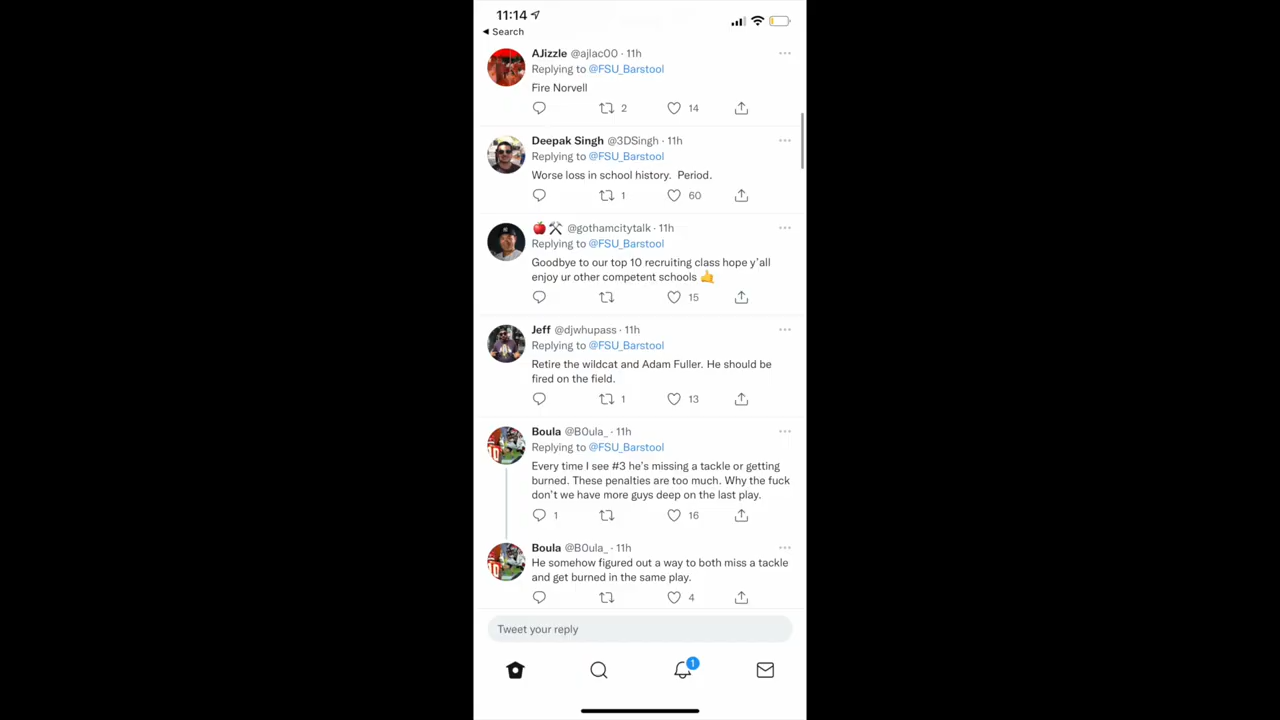 11:14
◀ Search
AJizzle @ajlac00 · 11h
Replying to @FSU_Barstool
Fire Norvell
2 14
Deepak Singh @3DSingh · 11h
Replying to @FSU_Barstool
Worse loss in school history. Period.
1 60
🍎⚒️ @gothamcitytalk · 11h
Replying to @FSU_Barstool
Goodbye to our top 10 recruiting class hope y'all
enjoy ur other competent schools 🤙
15
Jeff @djwhupass · 11h
Replying to @FSU_Barstool
Retire the wildcat and Adam Fuller. He should be
fired on the field.
1 13
Boula @B0ula_ · 11h
Replying to @FSU_Barstool
Every time I see #3 he's missing a tackle or getting
burned. These penalties are too much. Why the fuck
don't we have more guys deep on the last play.
1 16
Boula @B0ula_ · 11h
He somehow figured out a way to both miss a tackle
and get burned in the same play.
4
Tweet your reply
1